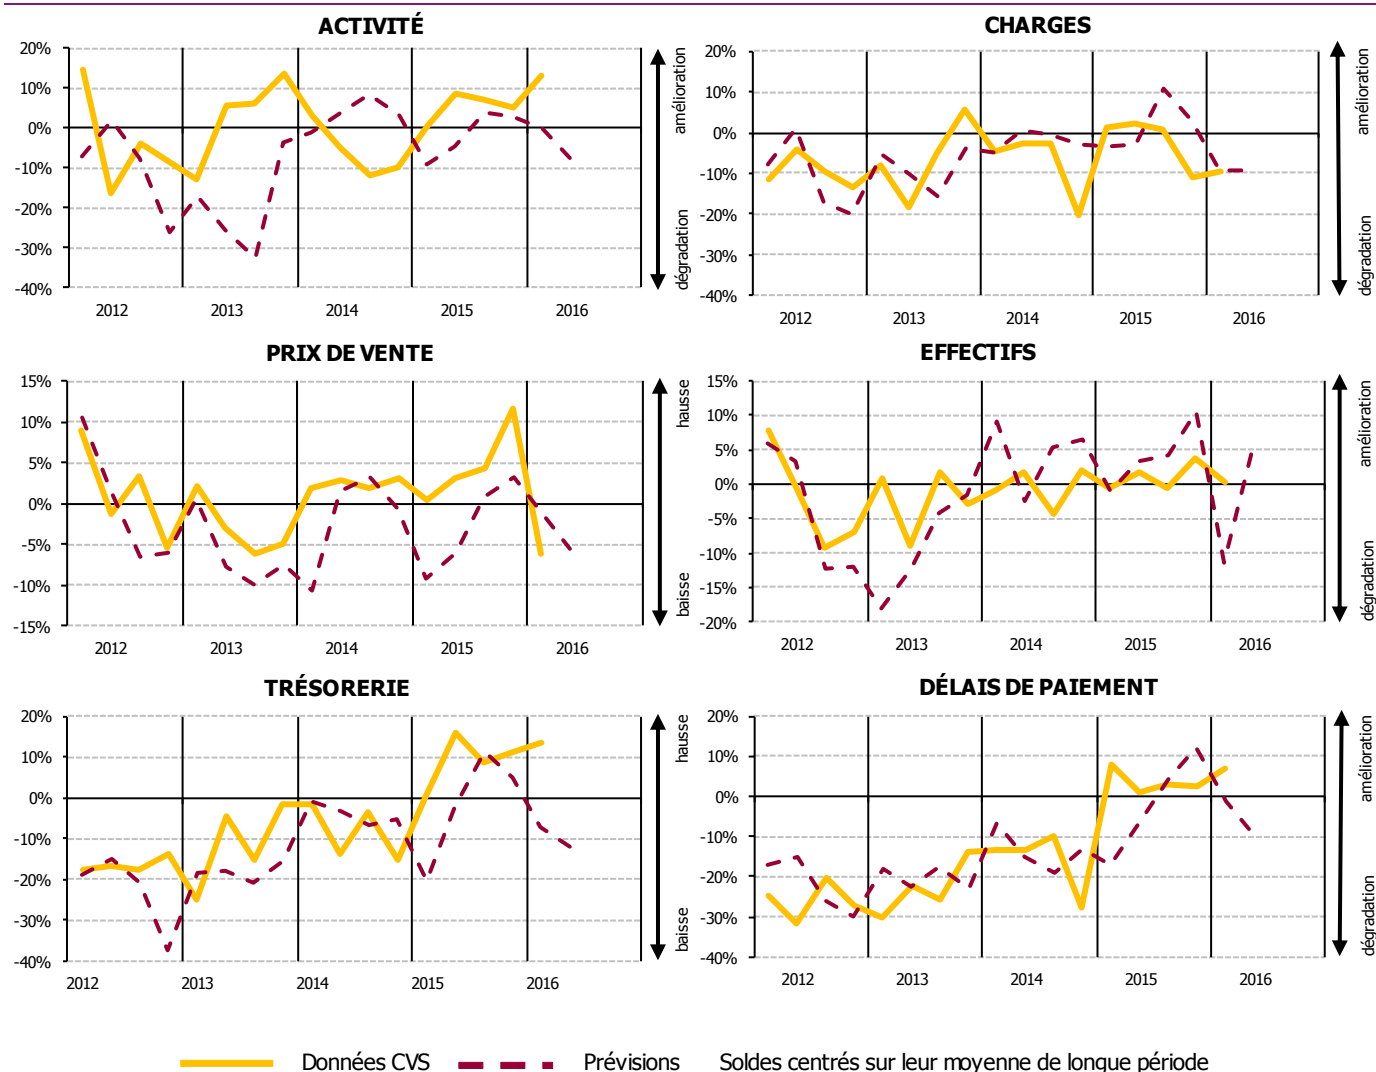 ACTIVITÉ
20%
10%
0%
-10%
-20%
-30%
-40%
2012 2013 2014 2015 2016
amélioration
dégradation
CHARGES
20%
10%
0%
-10%
-20%
-30%
-40%
2012 2013 2014 2015 2016
amélioration
dégradation
PRIX DE VENTE
15%
10%
5%
0%
-5%
-10%
-15%
2012 2013 2014 2015 2016
hausse
baisse
EFFECTIFS
15%
10%
5%
0%
-5%
-10%
-15%
-20%
2012 2013 2014 2015 2016
amélioration
dégradation
TRÉSORERIE
20%
10%
0%
-10%
-20%
-30%
-40%
2012 2013 2014 2015 2016
hausse
baisse
DÉLAIS DE PAIEMENT
20%
10%
0%
-10%
-20%
-30%
-40%
2012 2013 2014 2015 2016
amélioration
dégradation
Données CVS Prévisions Soldes centrés sur leur moyenne de longue période